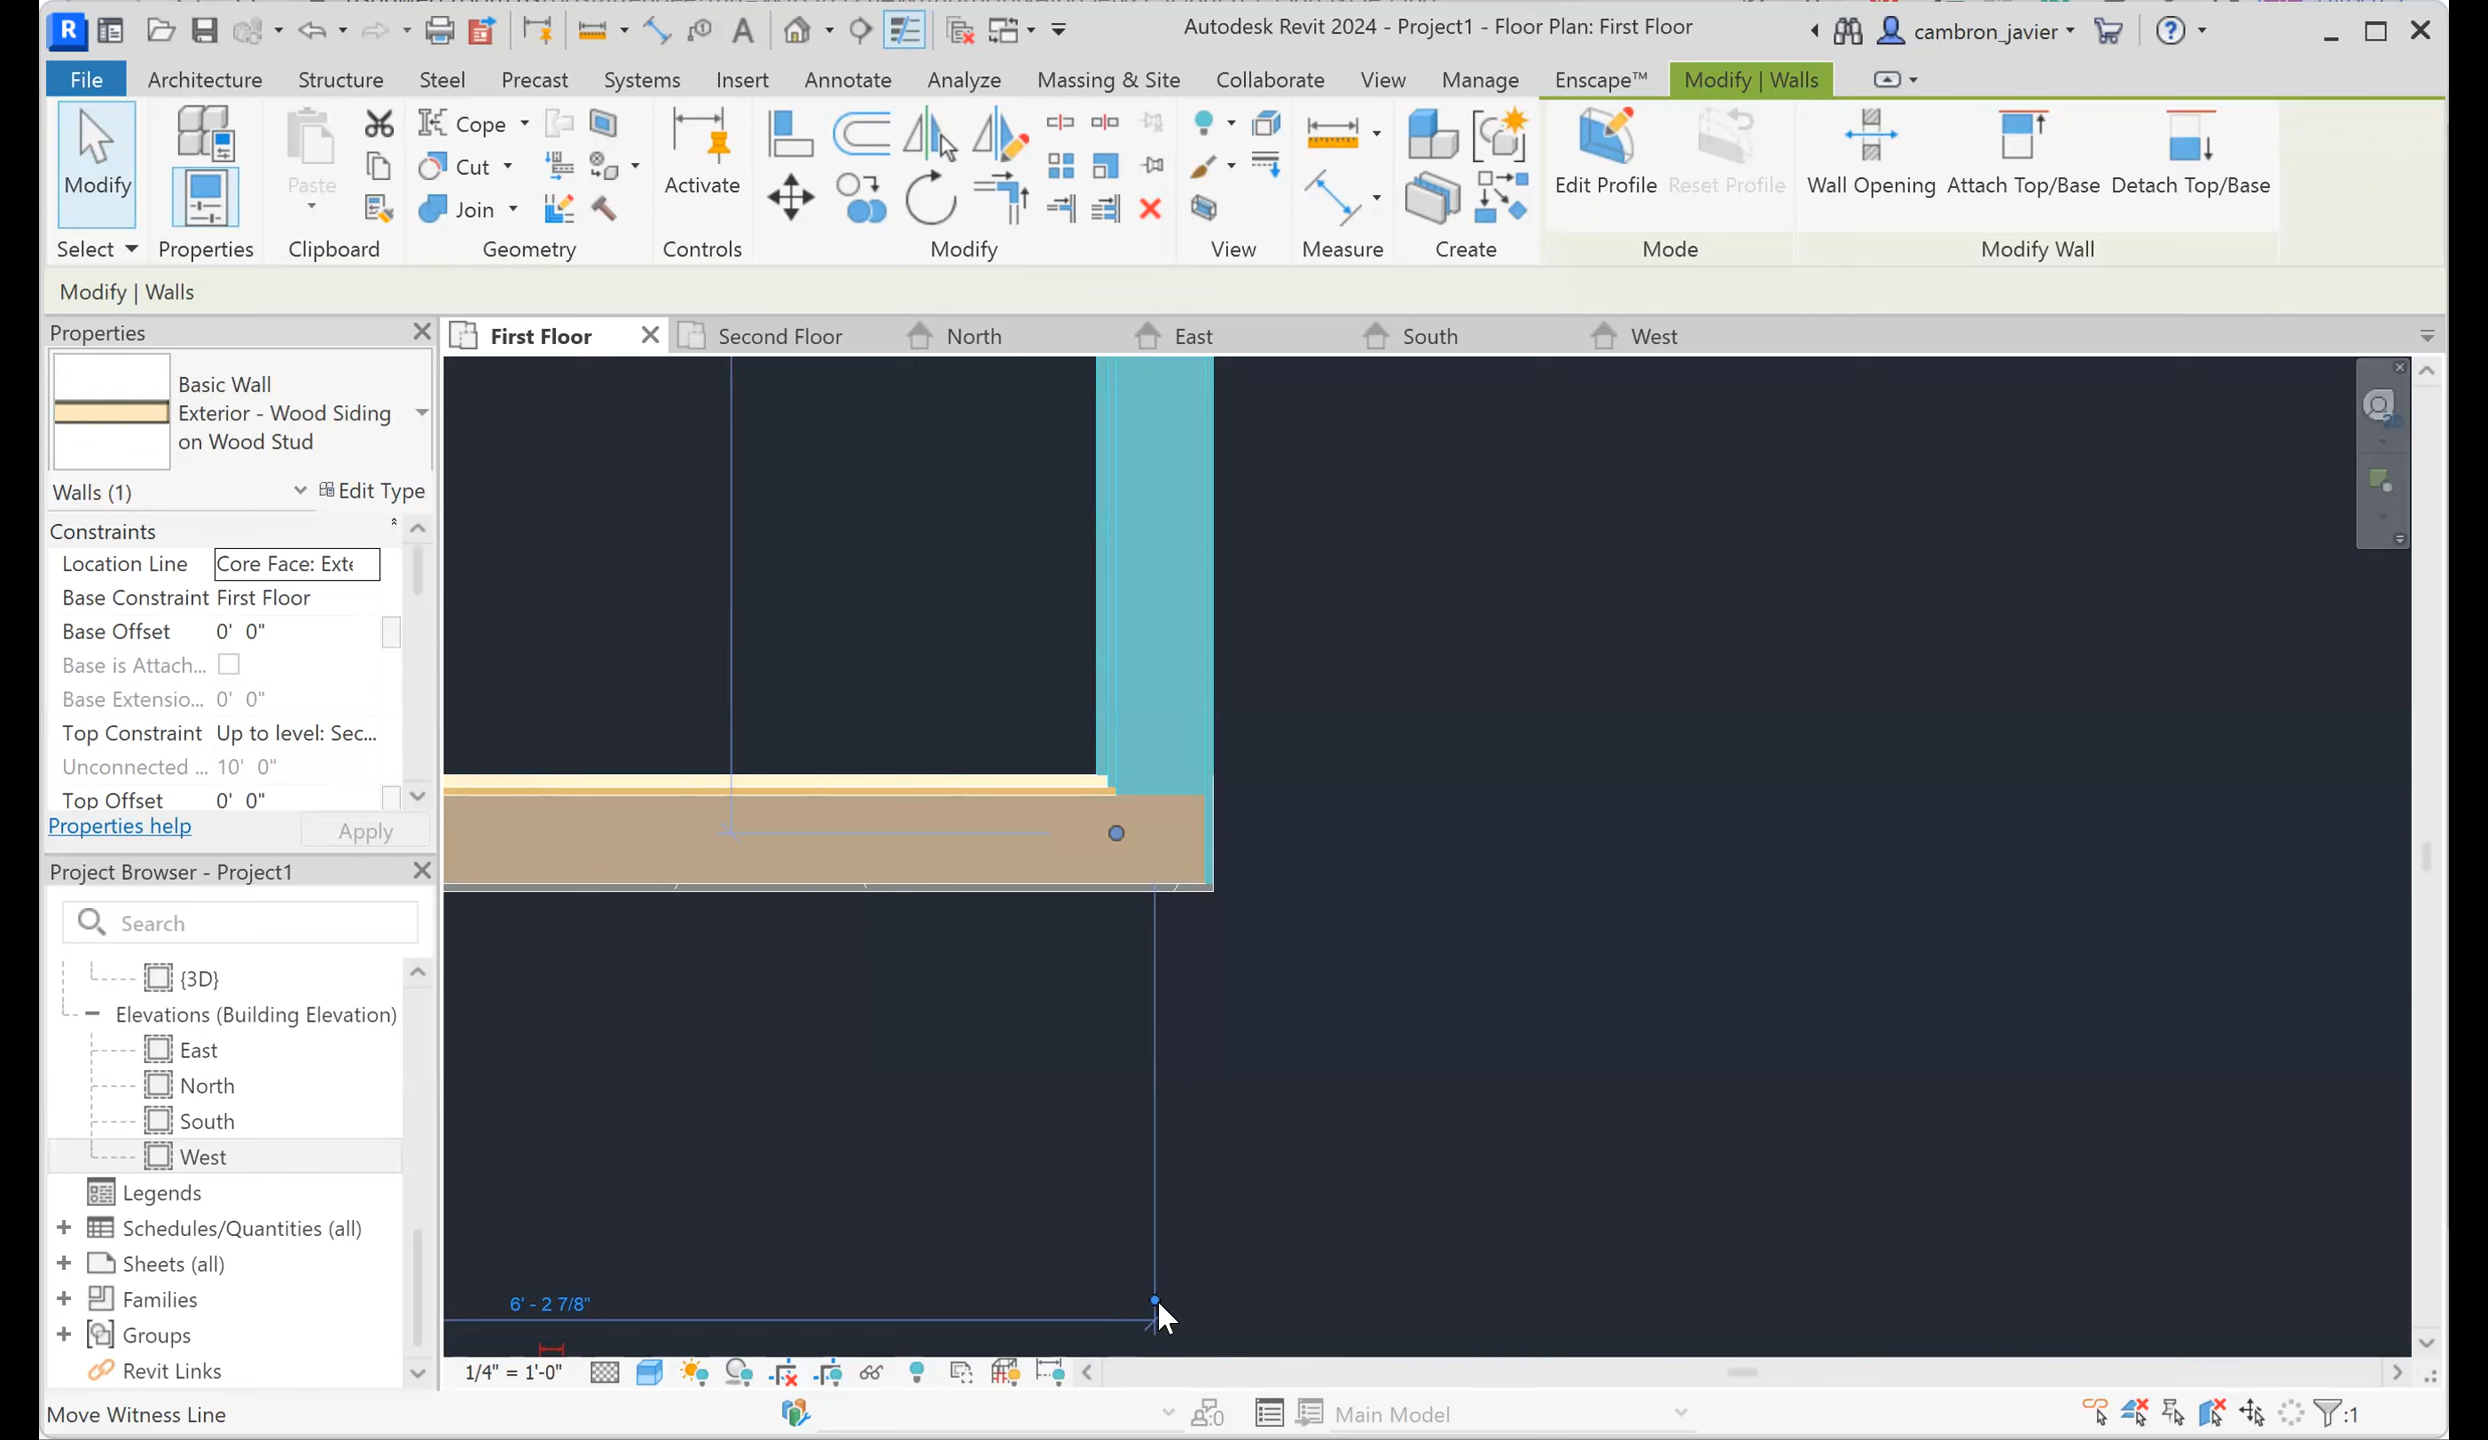 R A Autodesk Revit 2024 - Project1 - Floor Plan: First Floor cambron_javier ?
File Architecture Structure Steel Precast Systems Insert Annotate Analyze Massing & Site Collaborate View Manage Enscape™ Modify | Walls
Modify Paste Cope Activate Edit Profile Reset Profile Wall Opening Attach Top/Base Detach Top/Base
Cut
Join
Select Properties Clipboard Geometry Controls Modify View Measure Create Mode Modify Wall
Modify | Walls
Properties
First Floor Second Floor North East South West
Basic Wall
Exterior - Wood Siding
on Wood Stud
Walls (1) Edit Type
Constraints
Location Line Core Face: Exte
Base Constraint First Floor
Base Offset 0' 0"
Base is Attach...
Base Extensio... 0' 0"
Top Constraint Up to level: Sec...
Unconnected ... 10' 0"
Top Offset 0' 0"
Properties help Apply
Project Browser - Project1
Search
{3D}
Elevations (Building Elevation)
East
North
South
West
Legends
Schedules/Quantities (all)
Sheets (all)
Families
Groups
Revit Links
6' - 2 7/8"
1/4" = 1'-0"
Move Witness Line :0 Main Model :1